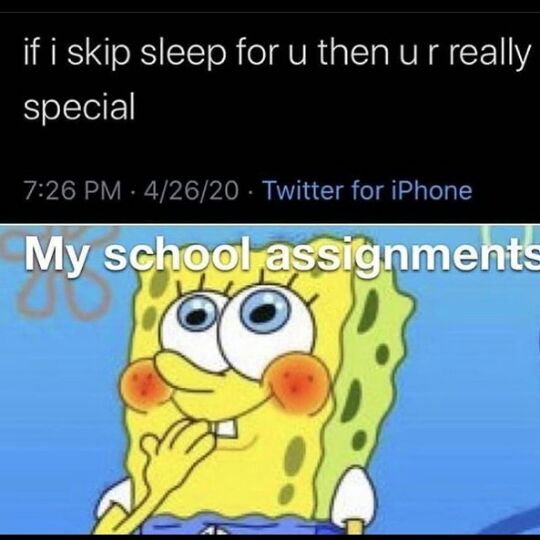 if i skip sleep for u then u r really
special
7:26 PM · 4/26/20 · Twitter for iPhone
My school assignments